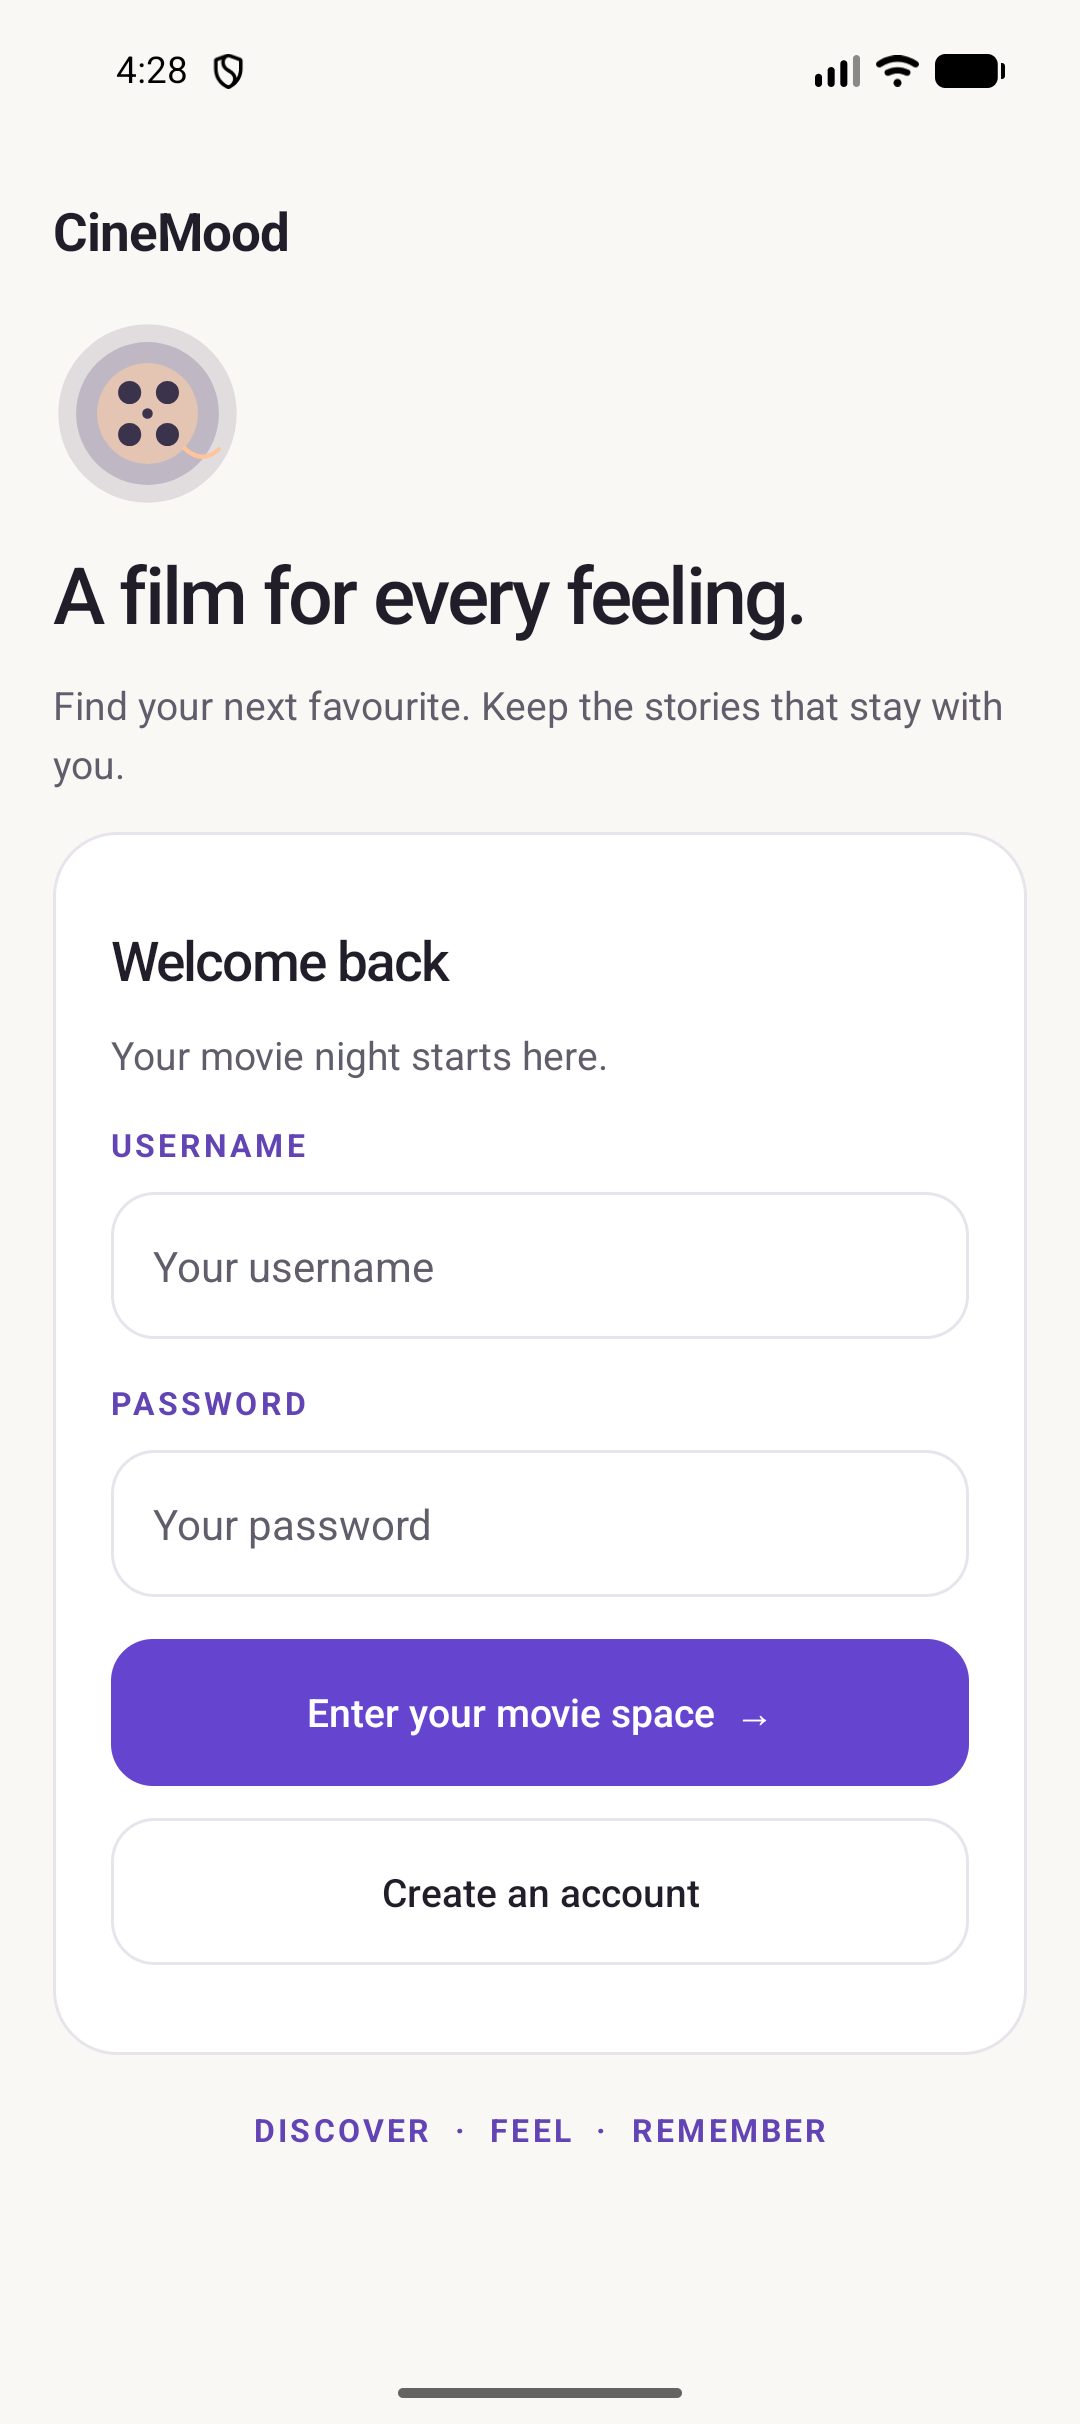 4:28
CineMood
A film for every feeling.
Find your next favourite. Keep the stories that stay with
you.
Welcome back
Your movie night starts here.
USERNAME
Your username
PASSWORD
Your password
Enter your movie space →
Create an account
DISCOVER · FEEL · REMEMBER